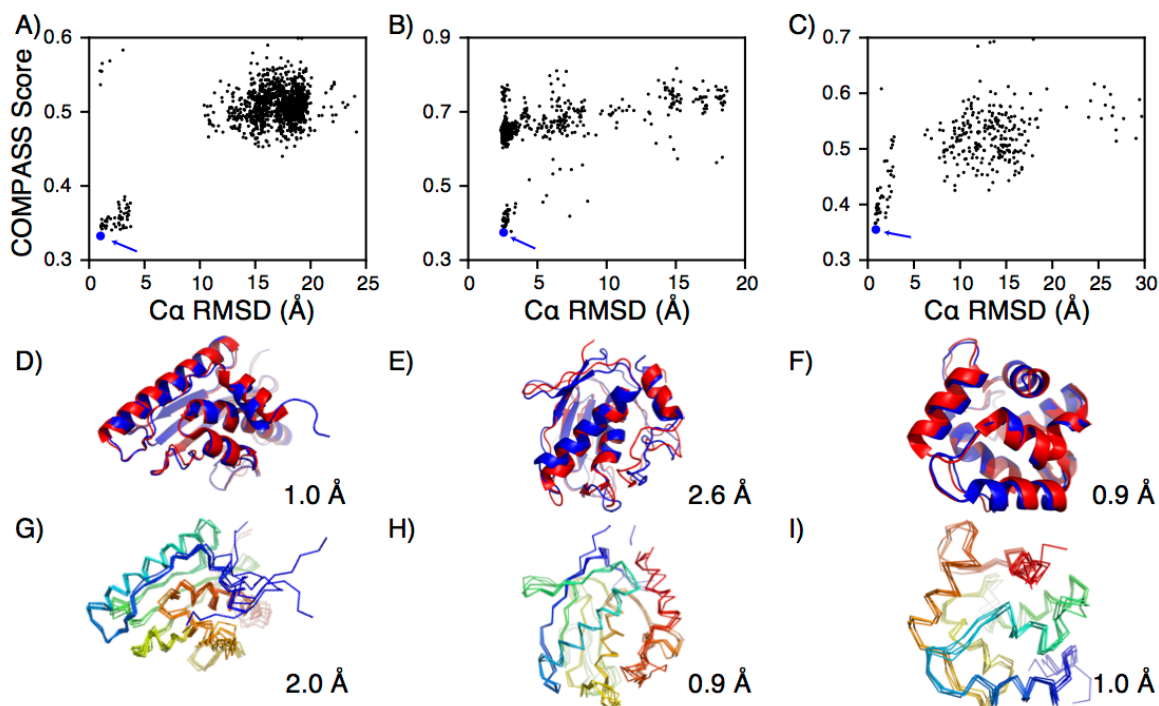 A)
B)
C)
COMPASS Score
0.6
0.5
0.4
0.3
0 5 10 15 20 25
Cα RMSD (Å)
0.9
0.7
0.5
0.3
0 5 10 15 20
Cα RMSD (Å)
0.7
0.6
0.5
0.4
0.3
0 5 10 15 20 25 30
Cα RMSD (Å)
D)
1.0 Å
E)
2.6 Å
F)
0.9 Å
G)
2.0 Å
H)
0.9 Å
I)
1.0 Å